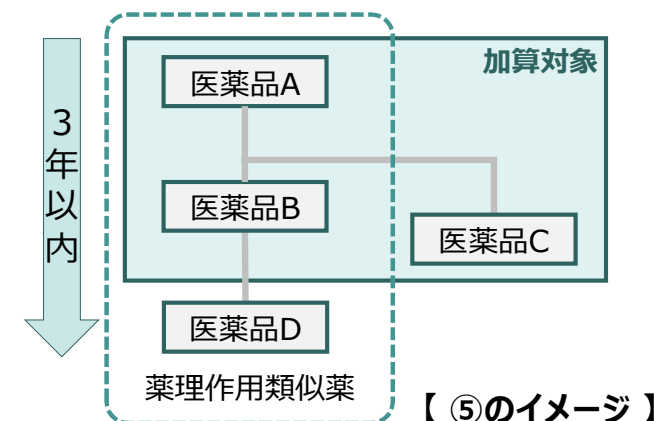 加算対象
医薬品A
3年以内
医薬品B
医薬品C
医薬品D
薬理作用類似薬
【 ⑤のイメージ 】